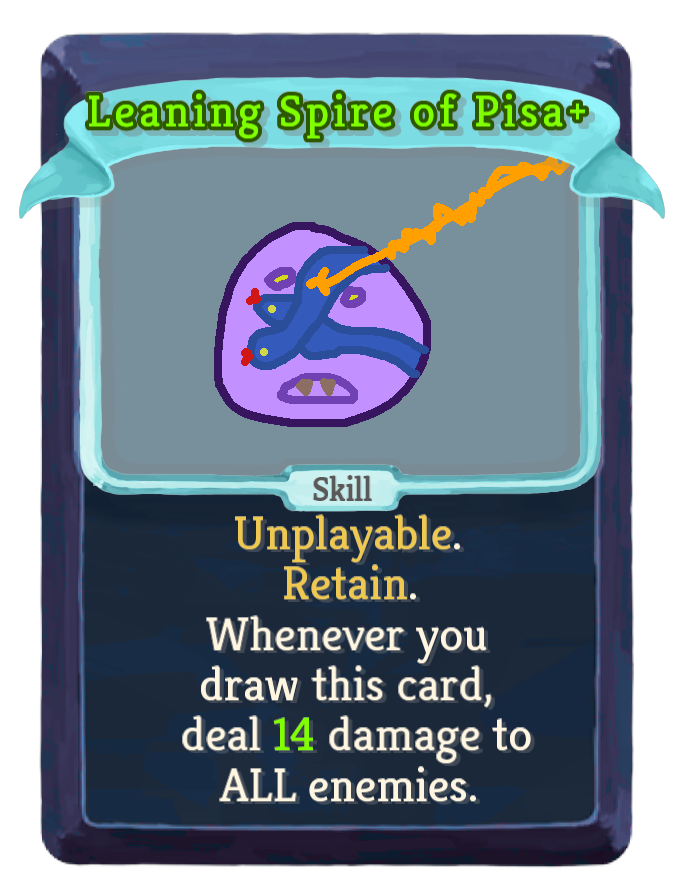 Leaning Spire of Pisa+
Skill
Unplayable.
Retain.
Whenever you
draw this card,
deal 14 damage to
ALL enemies.